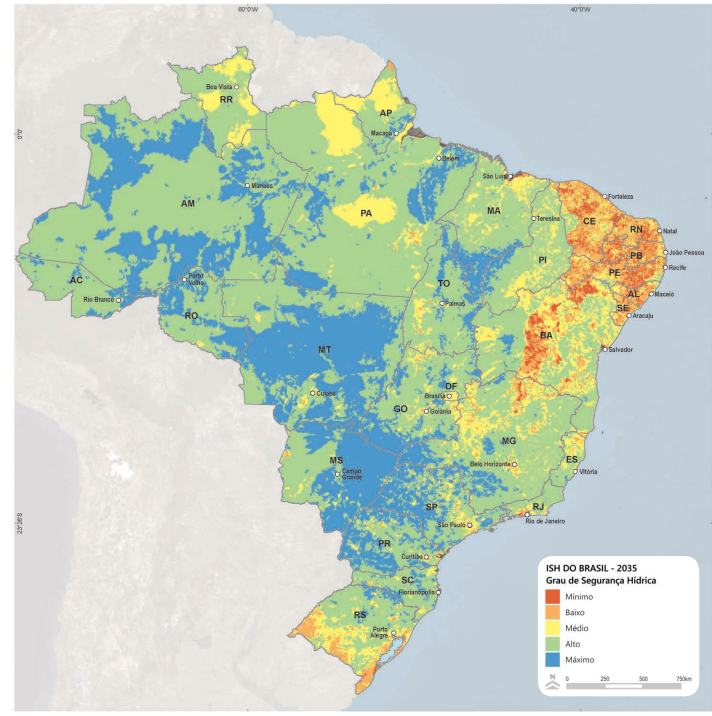 60°0'W
40°0'W
Boa Vista
RR
AP
Macapá
0°0'
Belém
São Luís
Manaus
Fortaleza
AM
PA
MA
Teresina
CE
RN
Natal
PB
João Pessoa
PI
PE
Recife
AC
Porto
Velho
TO
AL
Maceió
Rio Branco
Palmas
SE
Aracaju
RO
BA
MT
Salvador
DF
Cuiabá
Brasília
GO
Goiânia
MG
MS
Belo Horizonte
ES
Campo
Grande
Vitória
SP
RJ
Rio de Janeiro
São Paulo
23°26'S
PR
Curitiba
SC
Florianópolis
RS
Porto
Alegre
ISH DO BRASIL - 2035
Grau de Segurança Hídrica
Mínimo
Baixo
Médio
Alto
Máximo
N
0 250 500 750km